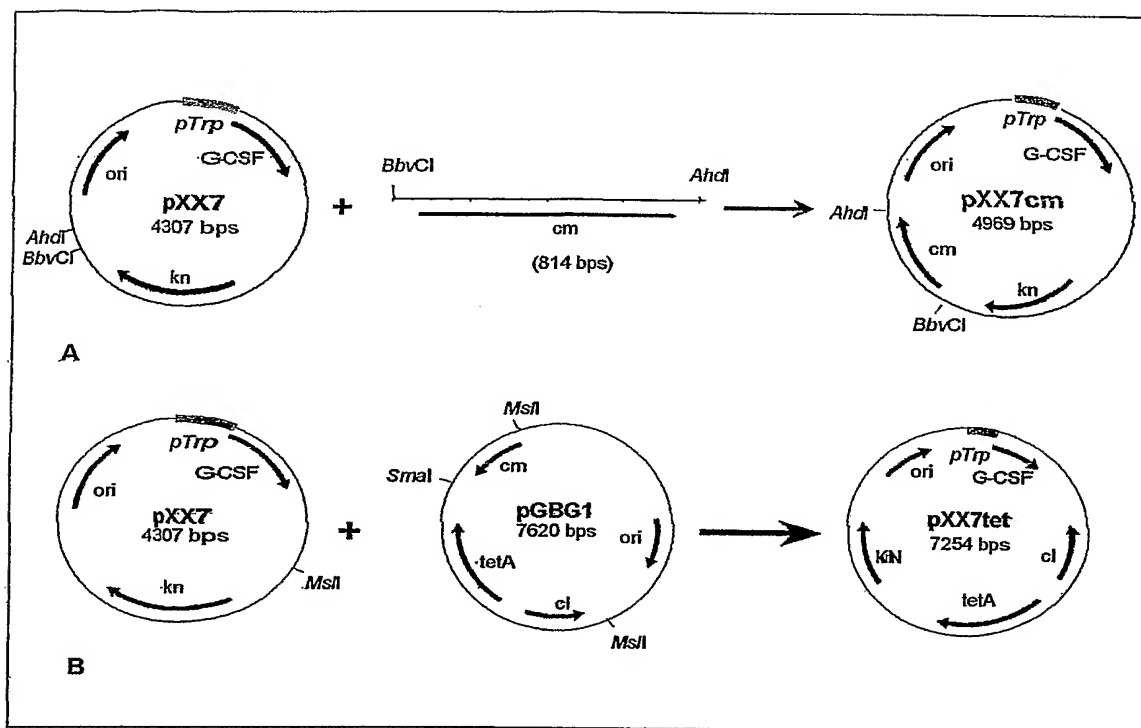 pTrp
G-CSF
ori
pXX7
4307 bps
AhdI
BbvCI
kn
+
BbvCI
AhdI
cm
(814 bps)
pTrp
G-CSF
ori
pXX7cm
4969 bps
AhdI
cm
kn
BbvCI
A
pTrp
G-CSF
ori
pXX7
4307 bps
MslI
kn
+
MslI
cm
SmaI
pGBG1
7620 bps
ori
tetA
cI
MslI
pTrp
ori
G-CSF
pXX7tet
7254 bps
KN
cI
tetA
B